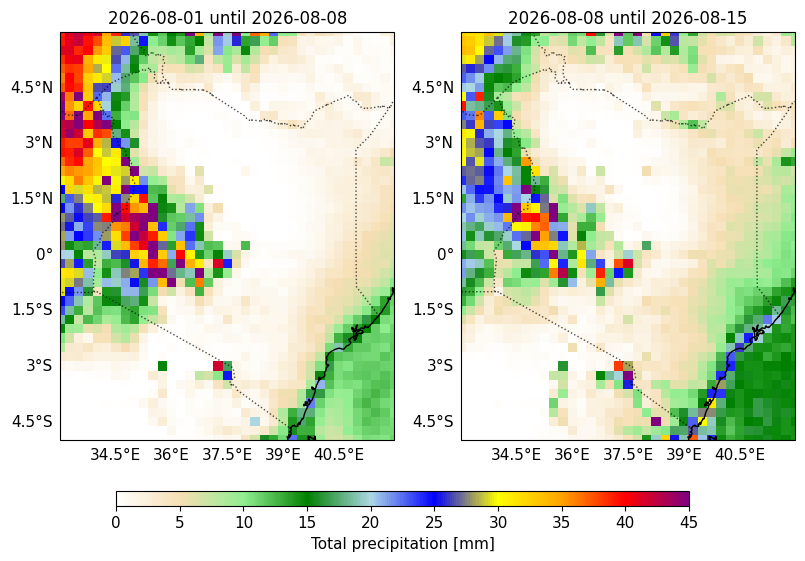 2026-08-01 until 2026-08-08
2026-08-08 until 2026-08-15
4.5°N
3°N
1.5°N
0°
1.5°S
3°S
4.5°S
34.5°E 36°E 37.5°E 39°E 40.5°E
4.5°N
3°N
1.5°N
0°
1.5°S
3°S
4.5°S
34.5°E 36°E 37.5°E 39°E 40.5°E
0 5 10 15 20 25 30 35 40 45
Total precipitation [mm]